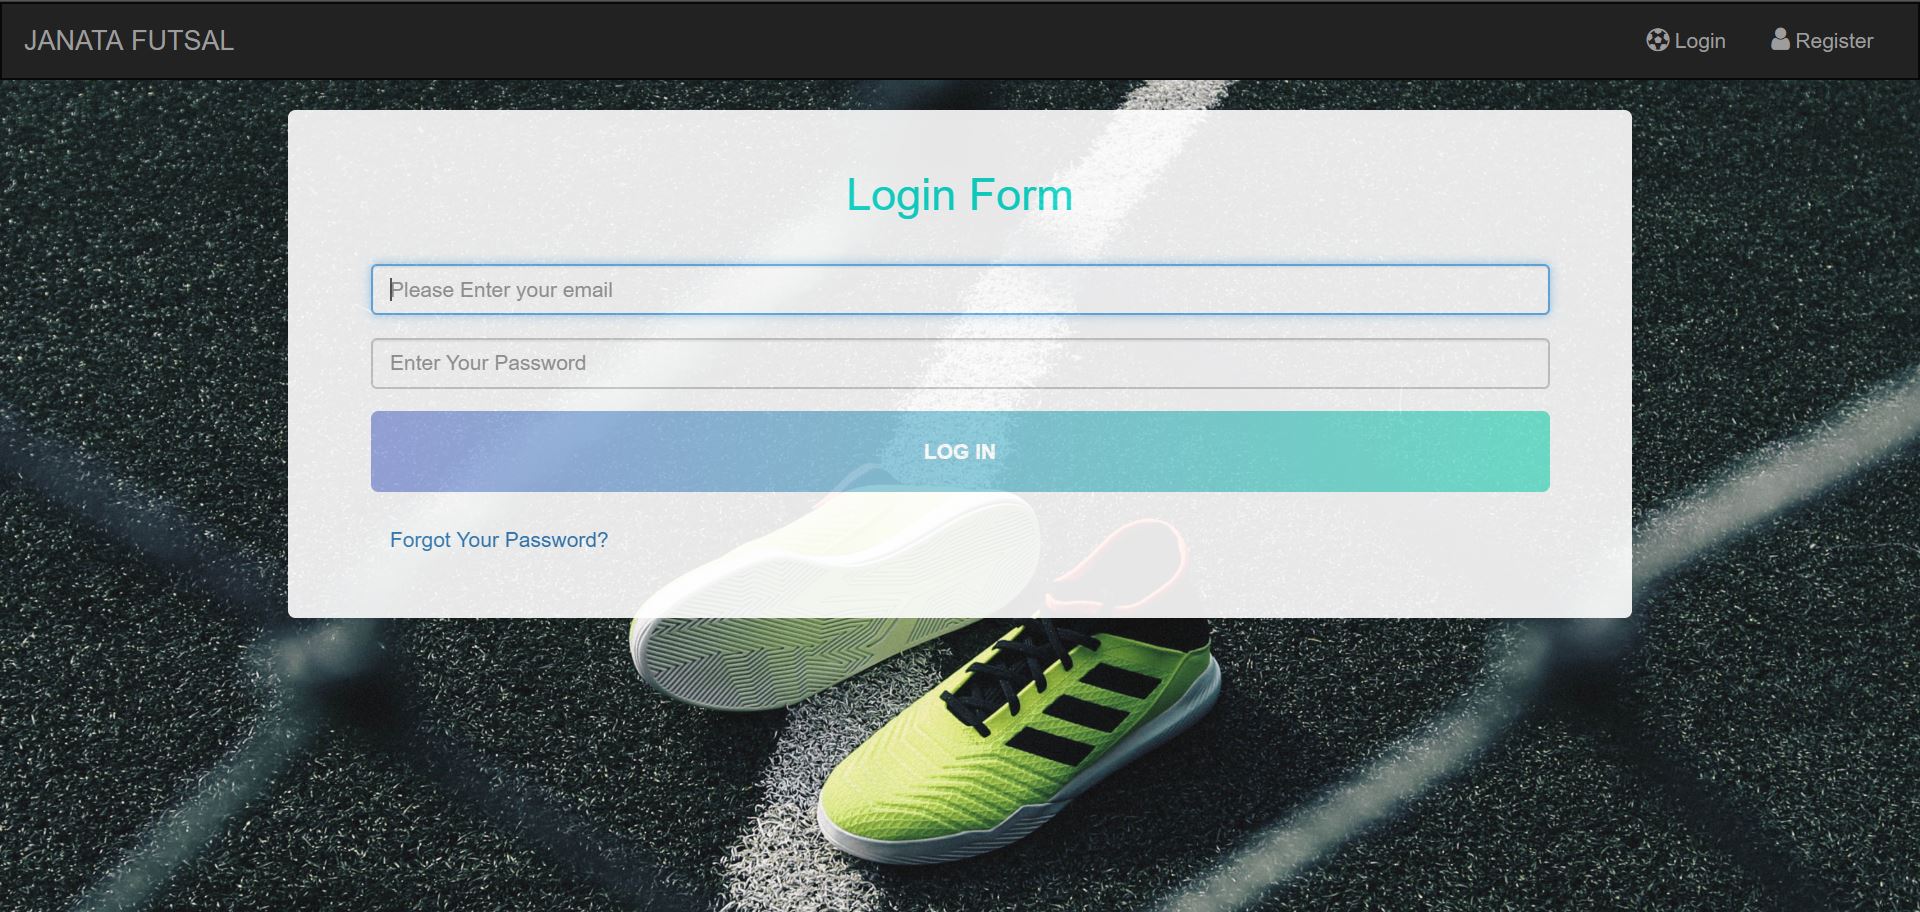 JANATA FUTSAL
Login
Register
Login Form
Please Enter your email
Enter Your Password
LOG IN
Forgot Your Password?